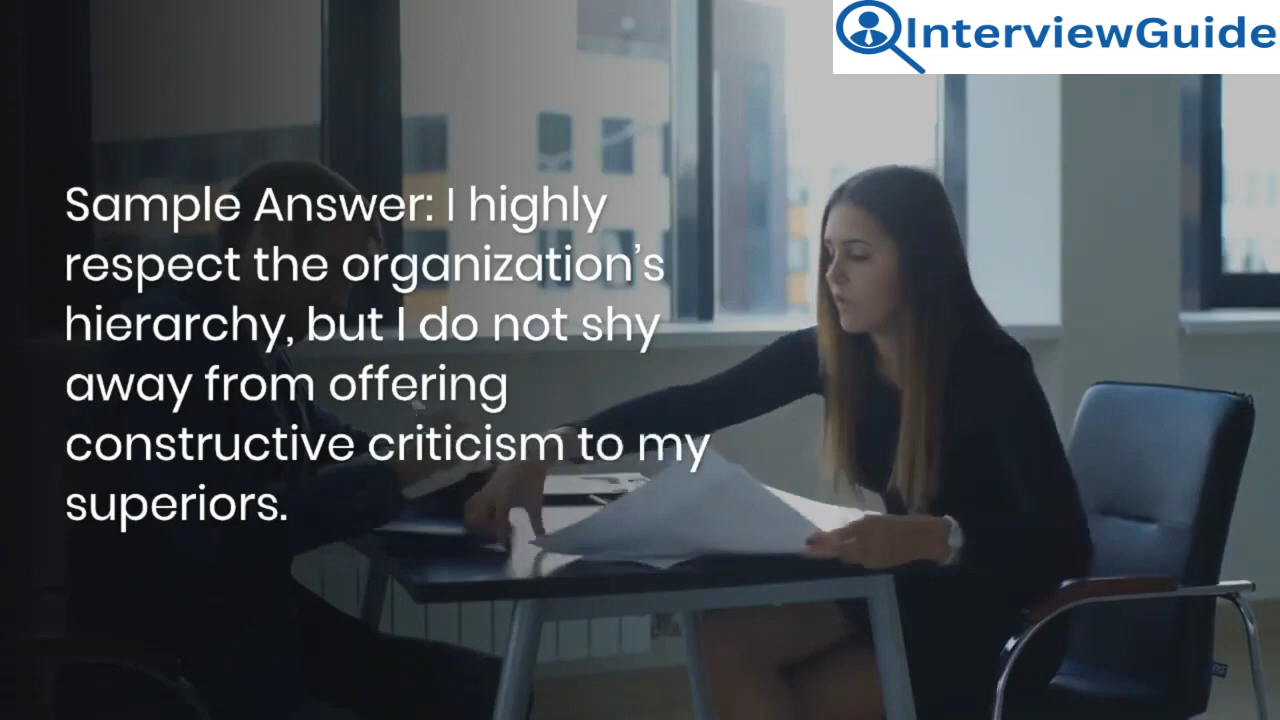 InterviewGuide
Sample Answer: I highly
respect the organization's
hierarchy, but I do not shy
away from offering
constructive criticism to my
superiors.